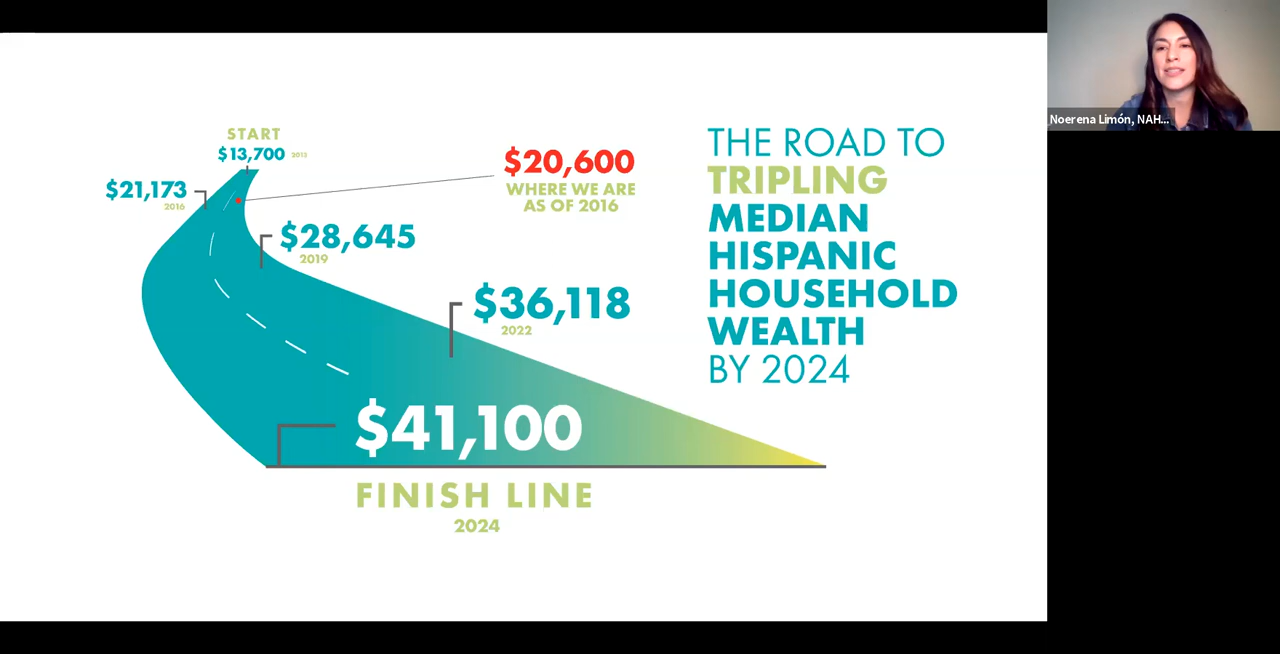 START
$13,700 2013
$21,173
2016
$20,600
WHERE WE ARE
AS OF 2016
$28,645
2019
$36,118
2022
$41,100
FINISH LINE
2024
THE ROAD TO
TRIPLING
MEDIAN
HISPANIC
HOUSEHOLD
WEALTH
BY 2024
Noerena Limón, NAH...